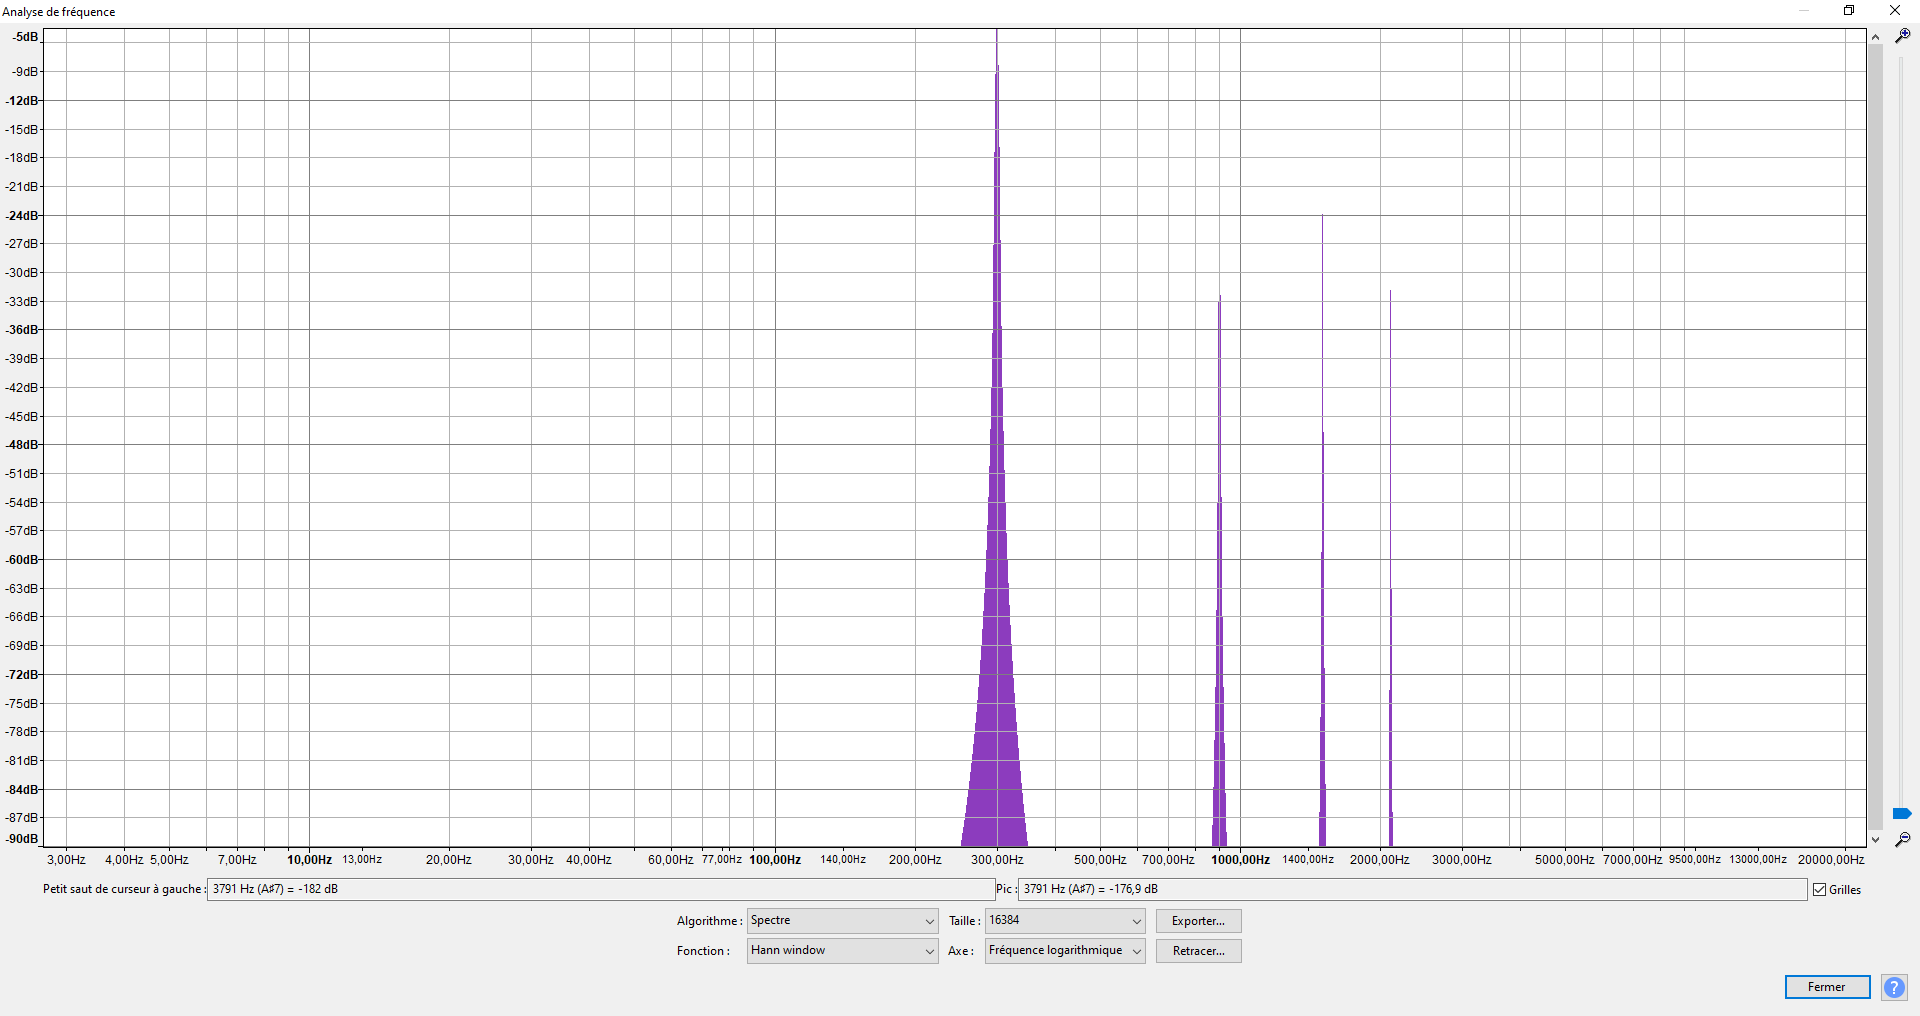 Analyse de fréquence
-5dB
-9dB
-12dB
-15dB
-18dB
-21dB
-24dB
-27dB
-30dB
-33dB
-36dB
-39dB
-42dB
-45dB
-48dB
-51dB
-54dB
-57dB
-60dB
-63dB
-66dB
-69dB
-72dB
-75dB
-78dB
-81dB
-84dB
-87dB
-90dB
3,00Hz 4,00Hz 5,00Hz 7,00Hz 10,00Hz 13,00Hz 20,00Hz 30,00Hz 40,00Hz 60,00Hz 77,00Hz 100,00Hz 140,00Hz 200,00Hz 300,00Hz 500,00Hz 700,00Hz 1000,00Hz 1400,00Hz 2000,00Hz 3000,00Hz 5000,00Hz 7000,00Hz 9500,00Hz 13000,00Hz 20000,00Hz
Petit saut de curseur à gauche : 3791 Hz (A♯7) = -182 dB Pic : 3791 Hz (A♯7) = -176,9 dB Grilles
Algorithme : Spectre Taille : 16384 Exporter...
Fonction : Hann window Axe : Fréquence logarithmique Retracer...
Fermer ?